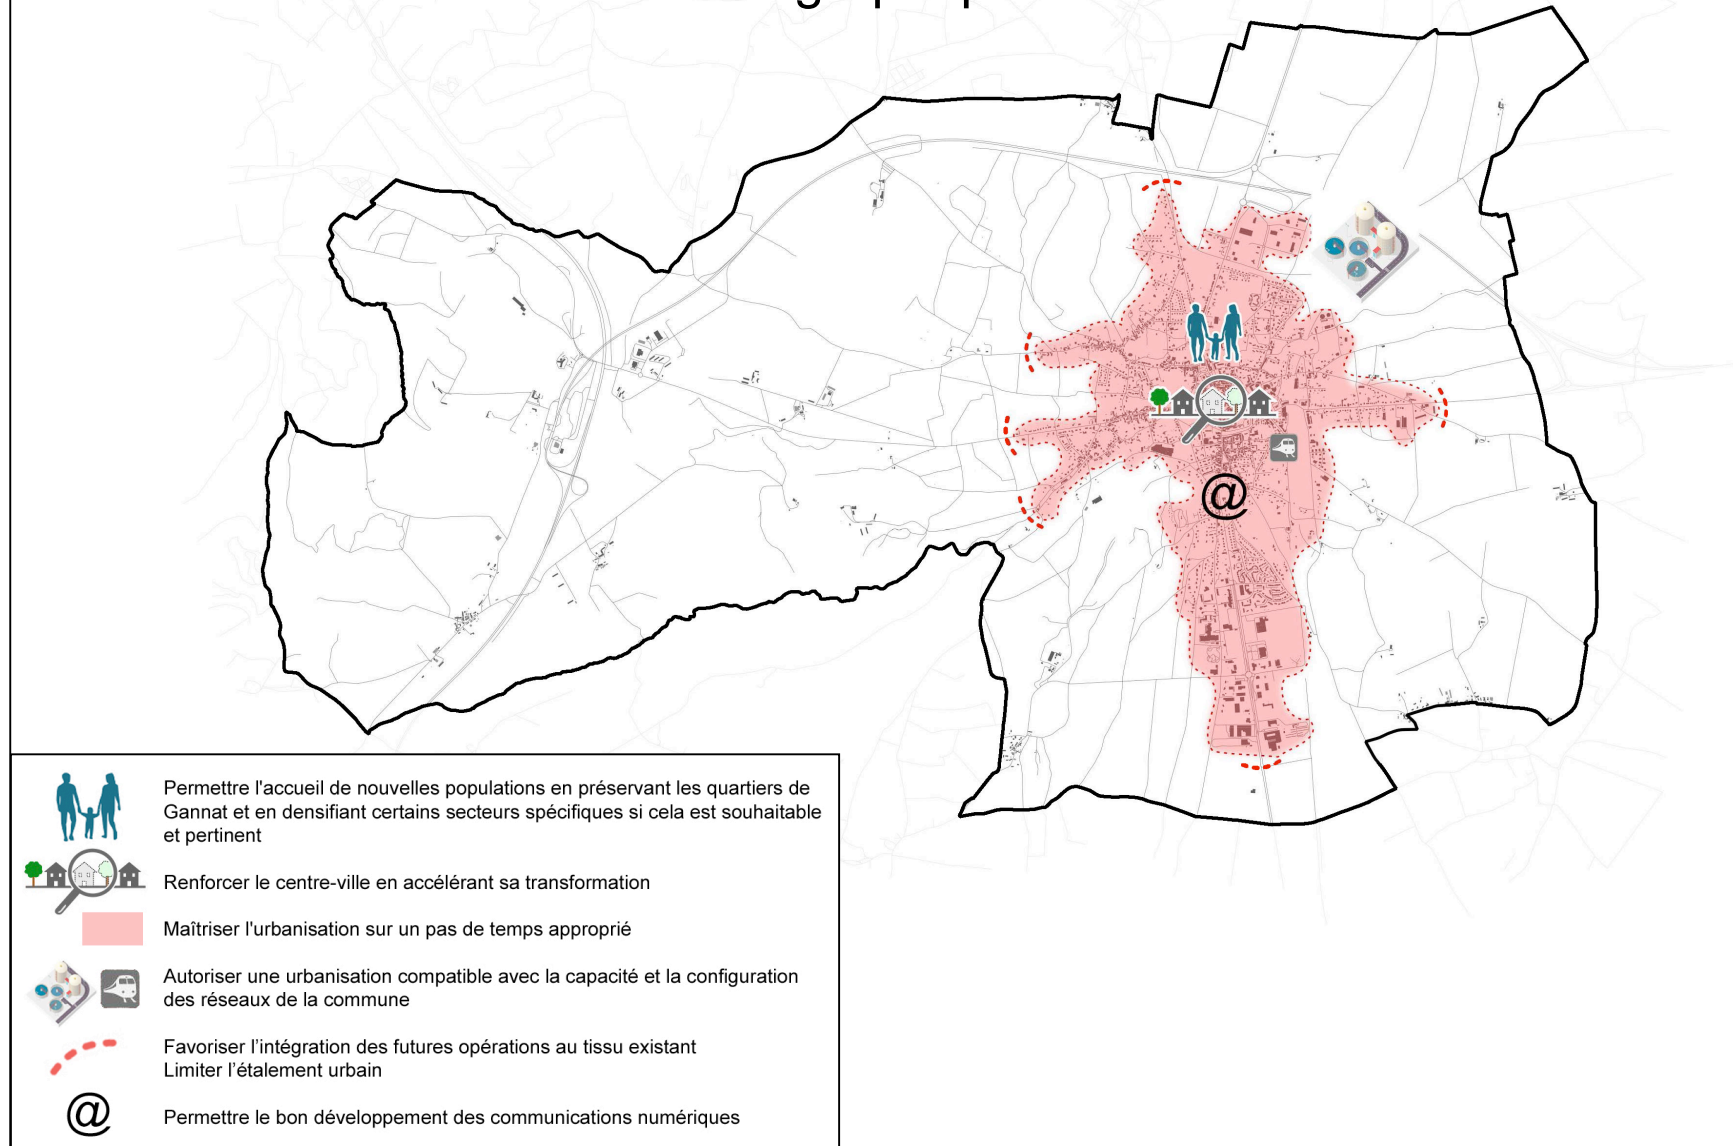 Permettre l'accueil de nouvelles populations en préservant les quartiers de
Gannat et en densifiant certains secteurs spécifiques si cela est souhaitable
et pertinent
Renforcer le centre-ville en accélérant sa transformation
Maîtriser l'urbanisation sur un pas de temps approprié
Autoriser une urbanisation compatible avec la capacité et la configuration
des réseaux de la commune
Favoriser l’intégration des futures opérations au tissu existant
Limiter l’étalement urbain
@
Permettre le bon développement des communications numériques
@